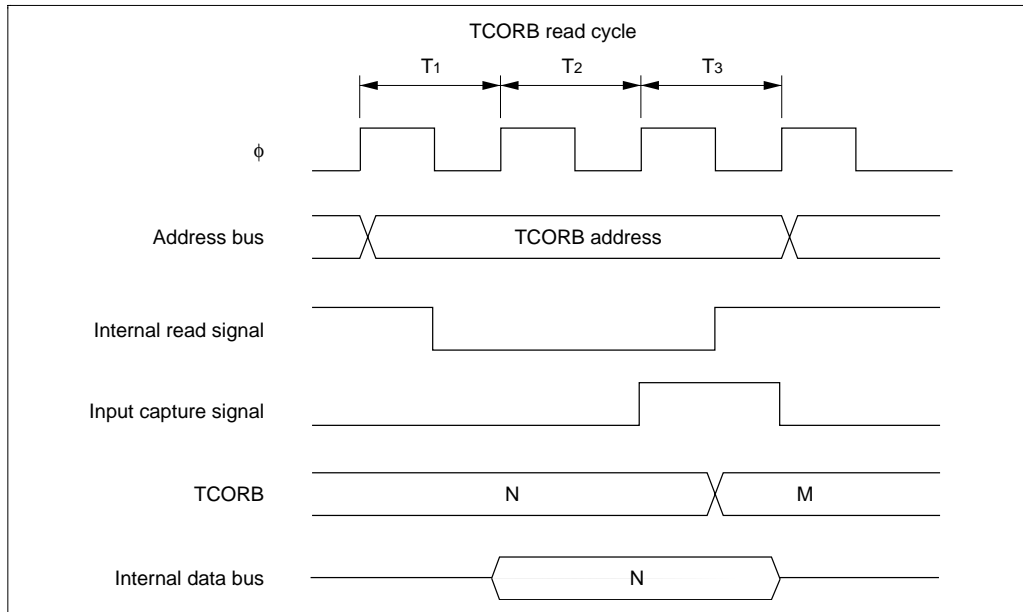 TCORB read cycle
T1 T2 T3
ϕ
Address bus TCORB address
Internal read signal
Input capture signal
TCORB N M
Internal data bus N